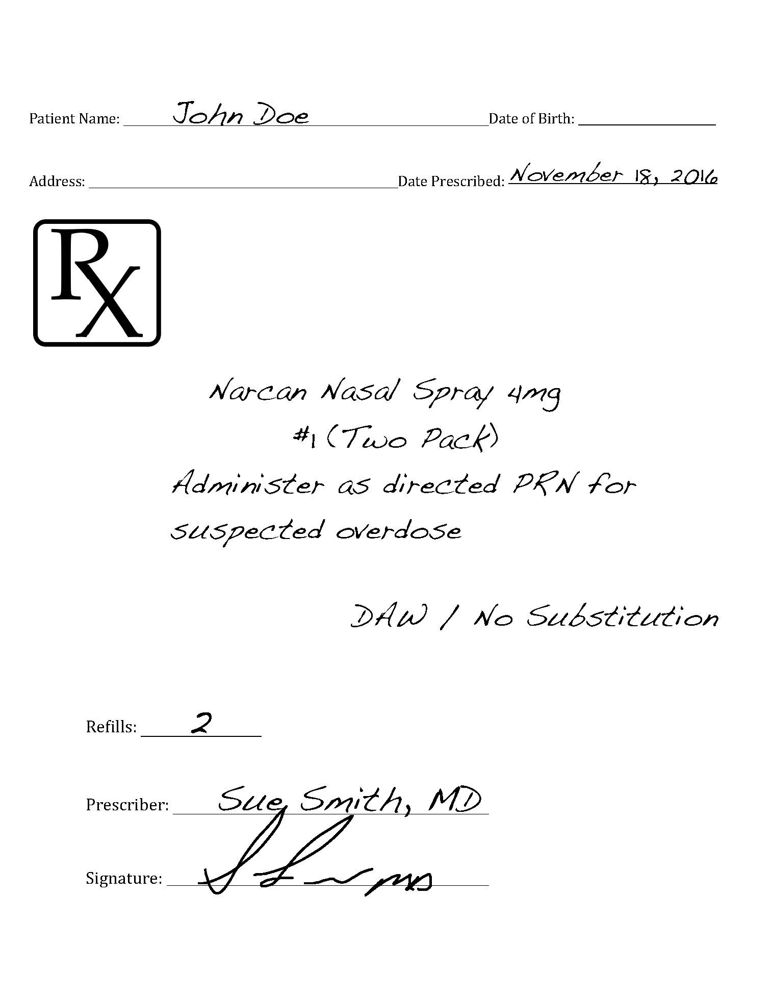 Patient Name: John Doe Date of Birth:
Address: Date Prescribed: November 18, 2016
RX
Narcan Nasal Spray 4mg
#1 (Two Pack)
Administer as directed PRN for
suspected overdose
DAW / No Substitution
Refills: 2
Prescriber: Sue Smith, MD
Signature: